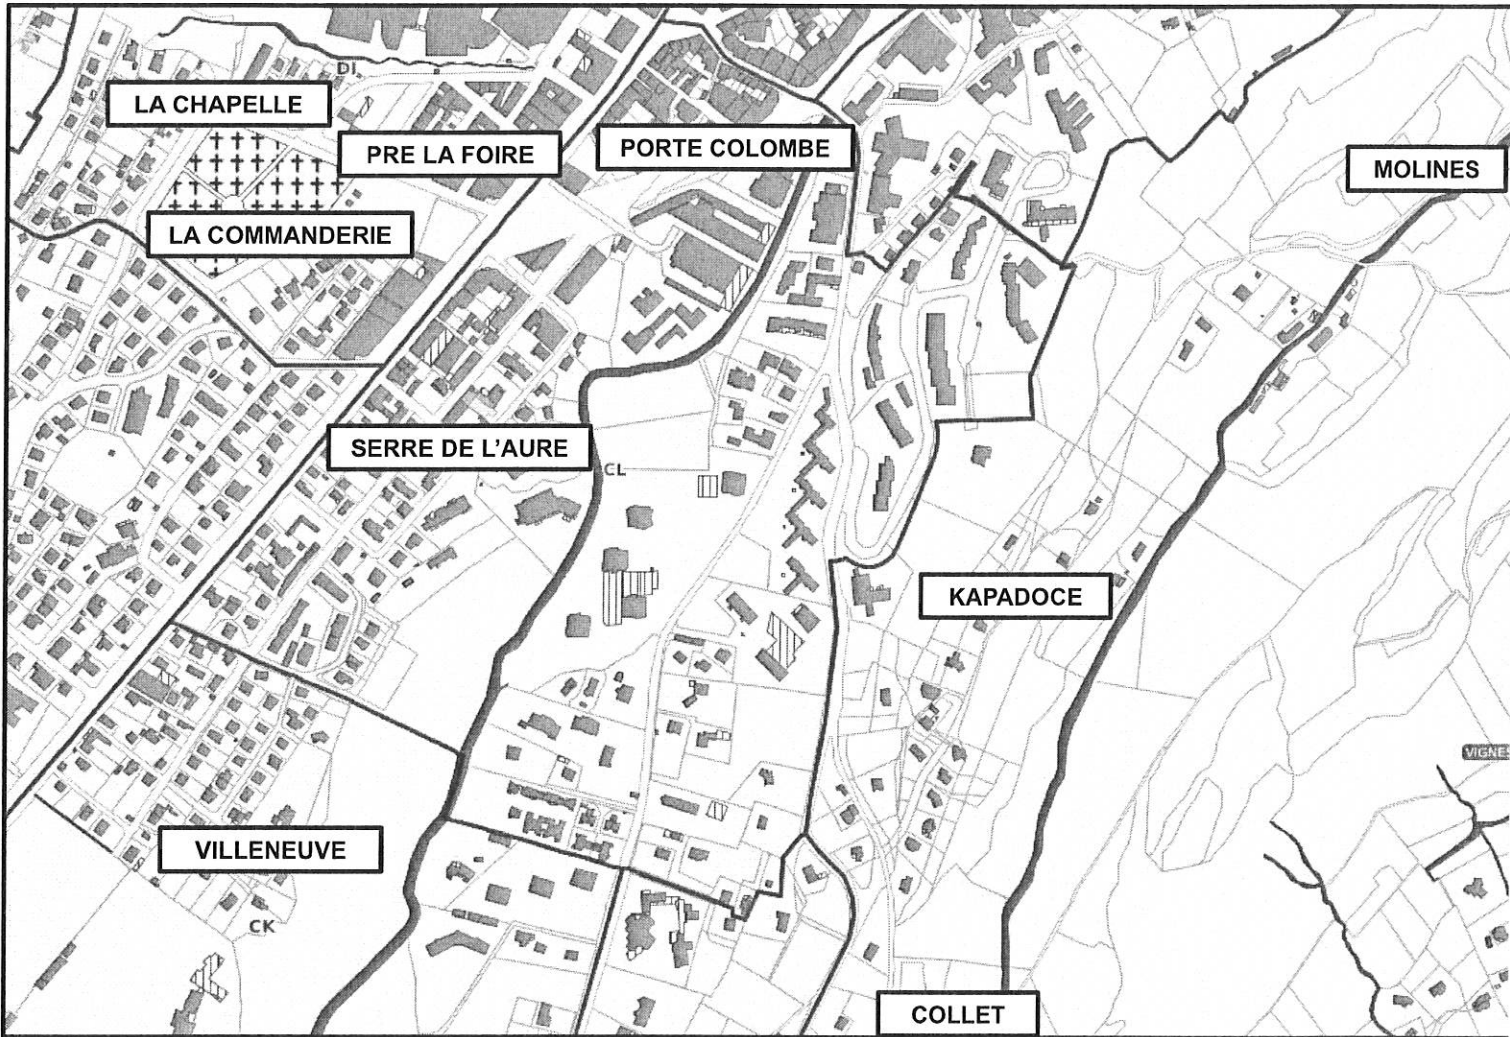 DI
LA CHAPELLE
PRE LA FOIRE
PORTE COLOMBE
MOLINES
LA COMMANDERIE
SERRE DE L'AURE
CL
KAPADOCE
VIGNES
VILLENEUVE
CK
COLLET